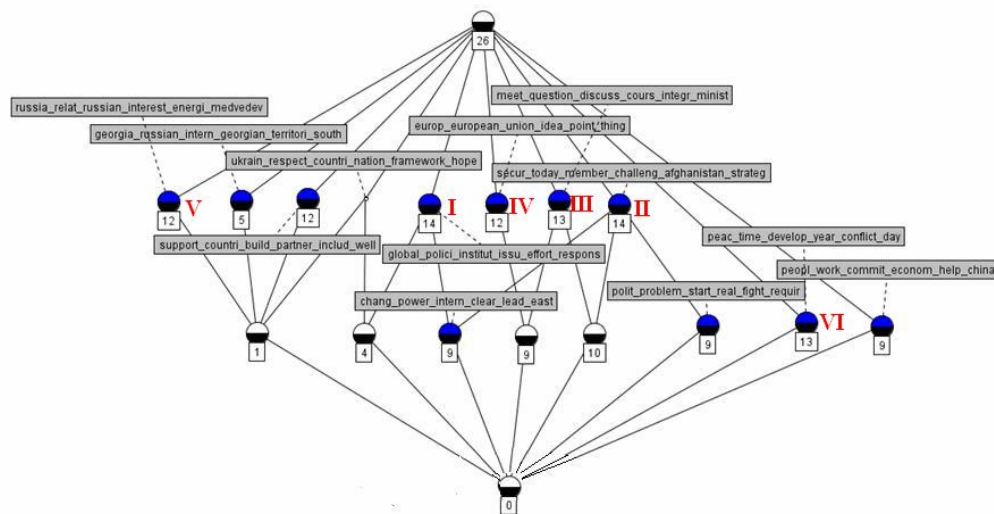 26
meet_question_discuss_cours_integr_minist
russia_relat_russian_interest_energi_medvedev
europ_european_union_idea_point_thing
georgia_russian_intern_georgian_territori_south
ukrain_respect_countri_nation_framework_hope
secur_today_member_challeng_afghanistan_strateg
V
I
IV
III
II
12
5
12
14
12
13
14
peac_time_develop_year_conflict_day
support_countri_build_partner_includ_well
global_polici_institut_issu_effort_respons
peopl_work_commit_econom_help_china
polit_problem_start_real_fight_requir
chang_power_intern_clear_lead_east
VI
1
4
9
9
10
9
13
9
0